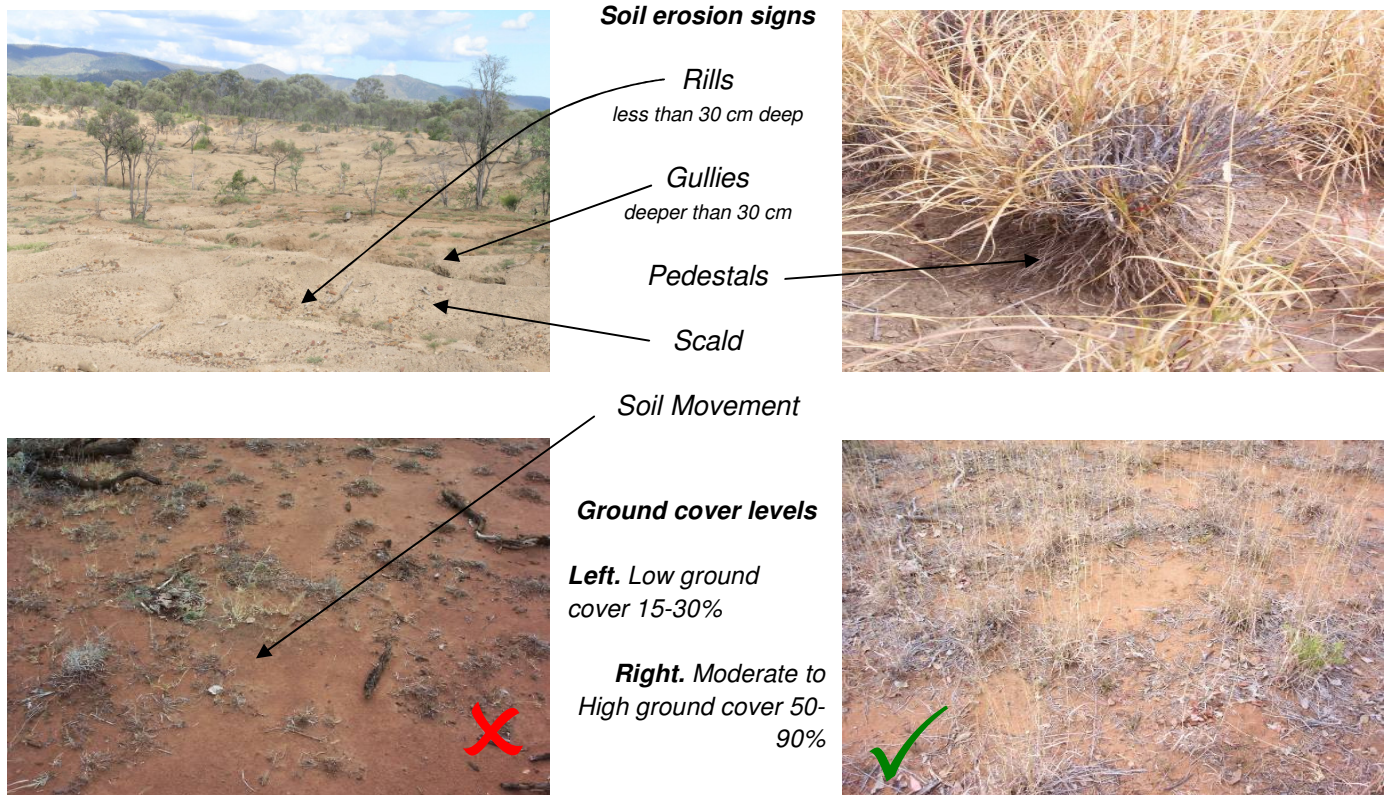 Soil erosion signs
Rills
less than 30 cm deep
Gullies
deeper than 30 cm
Pedestals
Scald
Soil Movement
Ground cover levels
Left. Low ground
cover 15-30%
Right. Moderate to
High ground cover 50-
90%